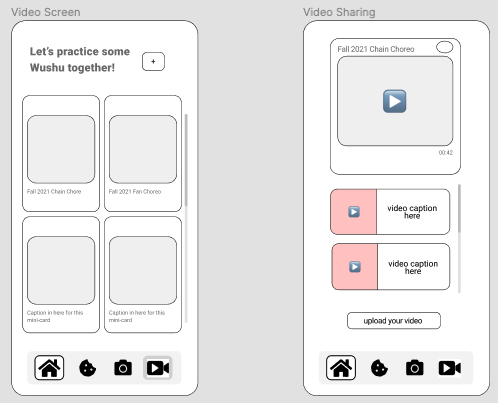 Video Screen
Let's practice some
Wushu together!
+
Fall 2021 Chain Chore
Fall 2021 Fan Choreo
Caption in here for this
mini-card
Caption in here for this
mini-card
Video Sharing
Fall 2021 Chain Choreo
00:42
video caption
here
video caption
here
upload your video